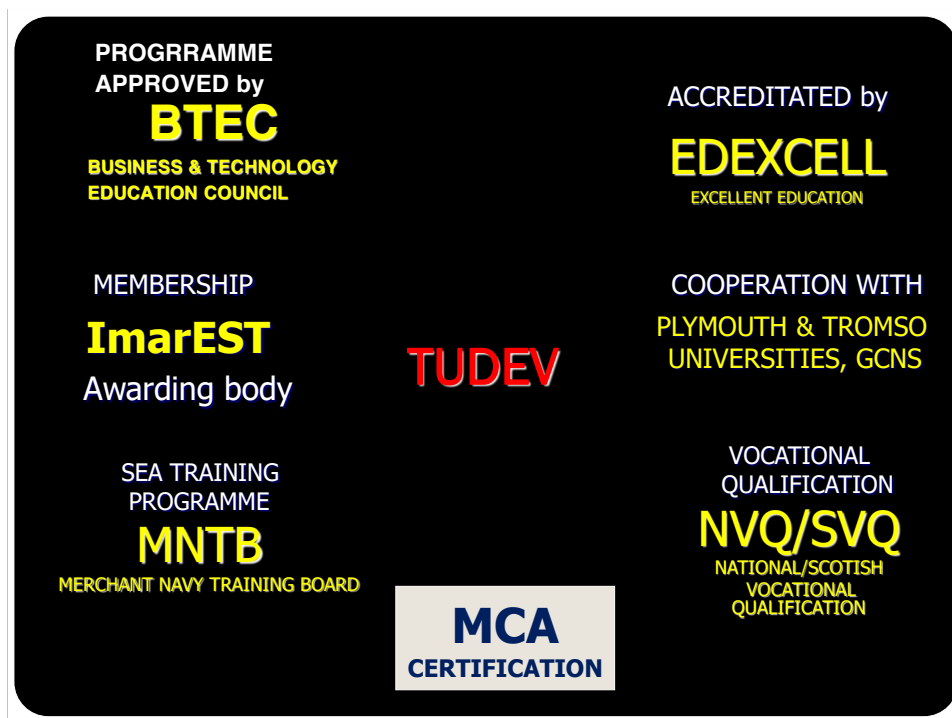 PROGRRAMME
APPROVED by
BTEC
BUSINESS & TECHNOLOGY
EDUCATION COUNCIL
ACCREDITATED by
EDEXCELL
EXCELLENT EDUCATION
MEMBERSHIP
ImarEST
Awarding body
TUDEV
COOPERATION WITH
PLYMOUTH & TROMSO
UNIVERSITIES, GCNS
SEA TRAINING
PROGRAMME
MNTB
MERCHANT NAVY TRAINING BOARD
VOCATIONAL
QUALIFICATION
NVQ/SVQ
NATIONAL/SCOTISH
VOCATIONAL
QUALIFICATION
MCA
CERTIFICATION